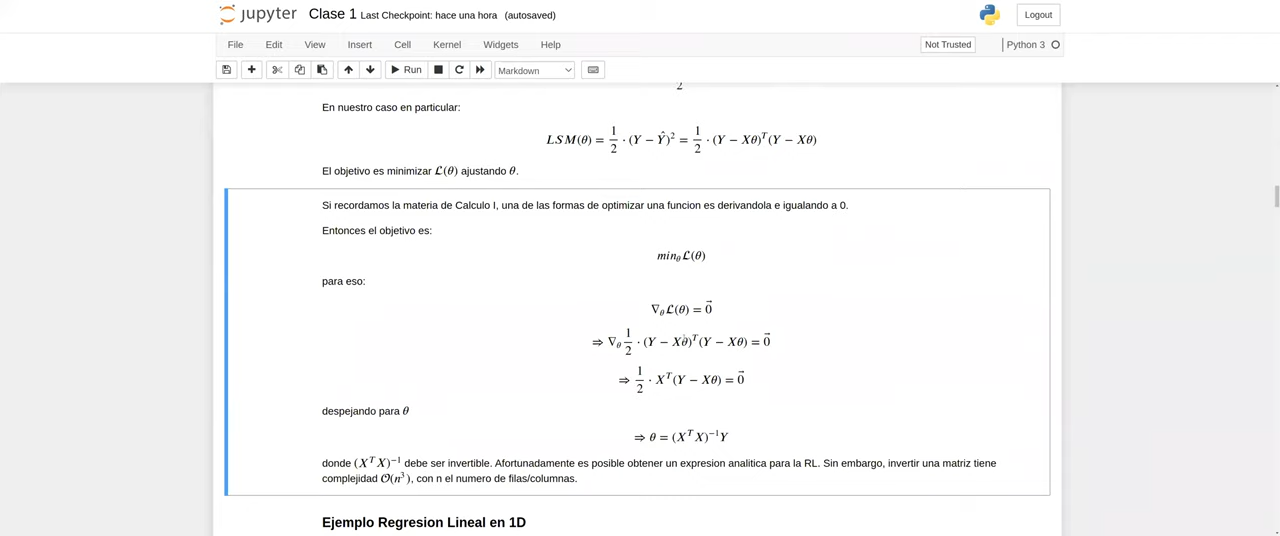 jupyter Clase 1 Last Checkpoint: hace una hora (autosaved)
Logout
File Edit View Insert Cell Kernel Widgets Help
Not Trusted
Python 3
Run
Markdown
2
En nuestro caso en particular:
LSM(θ) = 1/2 · (Y − Ŷ)² = 1/2 · (Y − Xθ)ᵀ(Y − Xθ)
El objetivo es minimizar ℒ(θ) ajustando θ.
Si recordamos la materia de Calculo I, una de las formas de optimizar una funcion es derivandola e igualando a 0.
Entonces el objetivo es:
min_θ ℒ(θ)
para eso:
∇_θ ℒ(θ) = 0⃗
⇒ ∇_θ 1/2 · (Y − Xθ)ᵀ(Y − Xθ) = 0⃗
⇒ 1/2 · Xᵀ(Y − Xθ) = 0⃗
despejando para θ
⇒ θ = (XᵀX)⁻¹Y
donde (XᵀX)⁻¹ debe ser invertible. Afortunadamente es posible obtener un expresion analitica para la RL. Sin embargo, invertir una matriz tiene
complejidad 𝒪(n³), con n el numero de filas/columnas.
Ejemplo Regresion Lineal en 1D